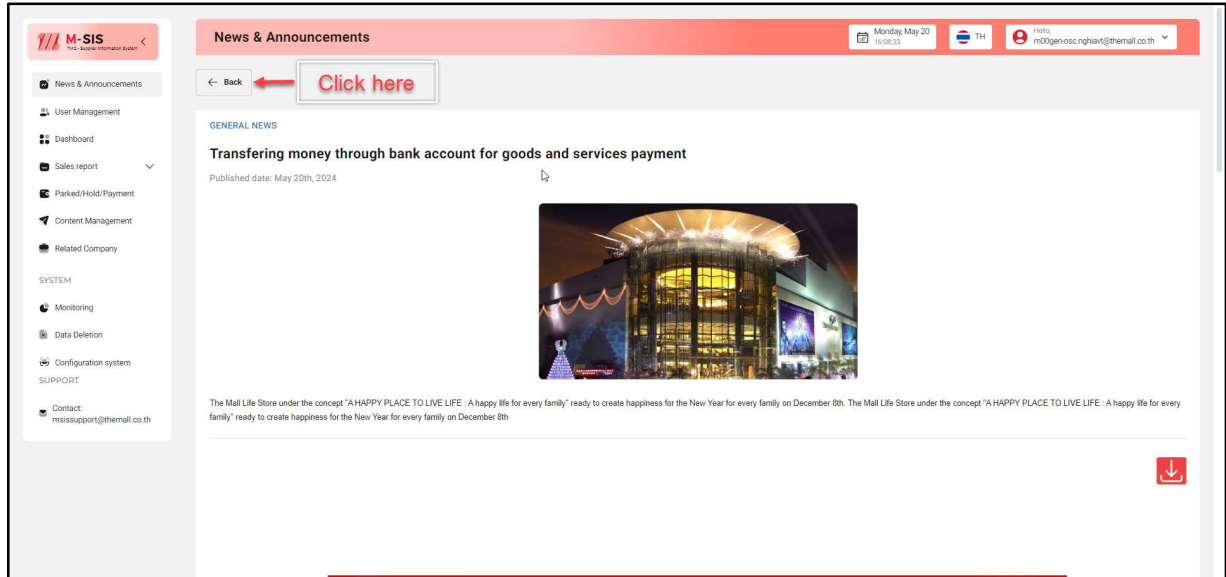 M-SIS
TMG - Supplier Information System
News & Announcements
User Management
Dashboard
Sales report
Parked/Hold/Payment
Content Management
Related Company
SYSTEM
Monitoring
Data Deletion
Configuration system
SUPPORT
Contact:
msissupport@themall.co.th
News & Announcements
Monday, May 20
16:08:33
TH
Hello,
m00gen-osc.nghiavt@themall.co.th
Back
Click here
GENERAL NEWS
Transfering money through bank account for goods and services payment
Published date: May 20th, 2024
The Mall Life Store under the concept "A HAPPY PLACE TO LIVE LIFE : A happy life for every family" ready to create happiness for the New Year for every family on December 8th. The Mall Life Store under the concept "A HAPPY PLACE TO LIVE LIFE : A happy life for every
family" ready to create happiness for the New Year for every family on December 8th